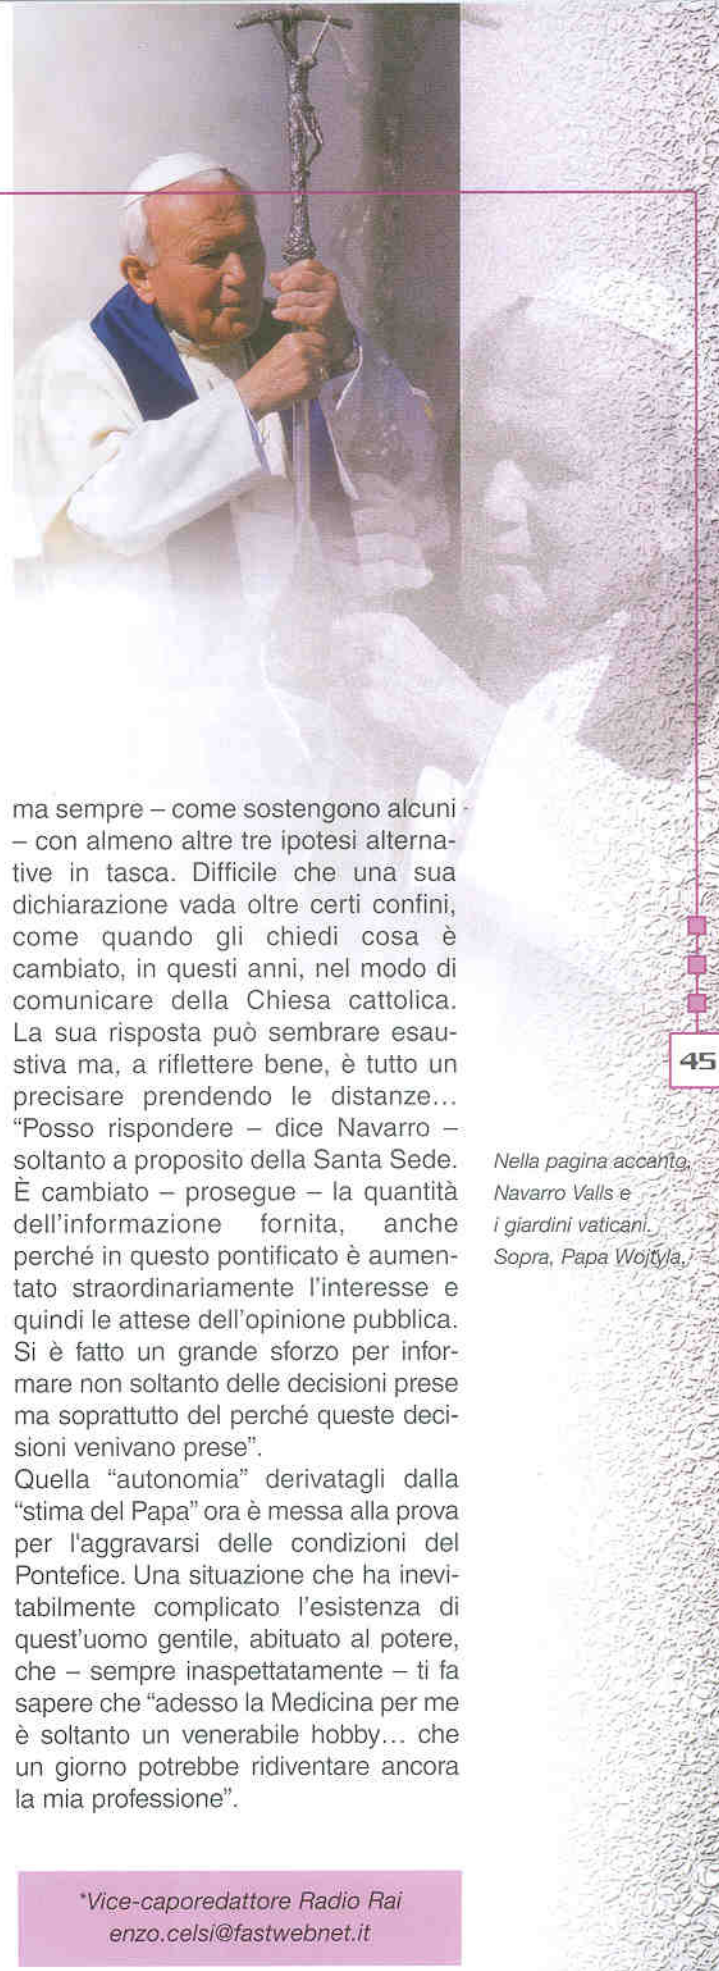 ma sempre – come sostengono alcuni -
– con almeno altre tre ipotesi alterna-
tive in tasca. Difficile che una sua
dichiarazione vada oltre certi confini,
come quando gli chiedi cosa è
cambiato, in questi anni, nel modo di
comunicare della Chiesa cattolica.
La sua risposta può sembrare esau-
stiva ma, a riflettere bene, è tutto un
precisare prendendo le distanze...
“Posso rispondere – dice Navarro –
soltanto a proposito della Santa Sede.
È cambiato – prosegue – la quantità
dell'informazione fornita, anche
perché in questo pontificato è aumen-
tato straordinariamente l'interesse e
quindi le attese dell'opinione pubblica.
Si è fatto un grande sforzo per infor-
mare non soltanto delle decisioni prese
ma soprattutto del perché queste deci-
sioni venivano prese”.
Quella “autonomia” derivatagli dalla
“stima del Papa” ora è messa alla prova
per l'aggravarsi delle condizioni del
Pontefice. Una situazione che ha inevi-
tabilmente complicato l'esistenza di
quest'uomo gentile, abituato al potere,
che – sempre inaspettatamente – ti fa
sapere che “adesso la Medicina per me
è soltanto un venerabile hobby... che
un giorno potrebbe ridiventare ancora
la mia professione”.
45
Nella pagina accanto,
Navarro Valls e
i giardini vaticani.
Sopra, Papa Wojtyla.
*Vice-caporedattore Radio Rai
enzo.celsi@fastwebnet.it